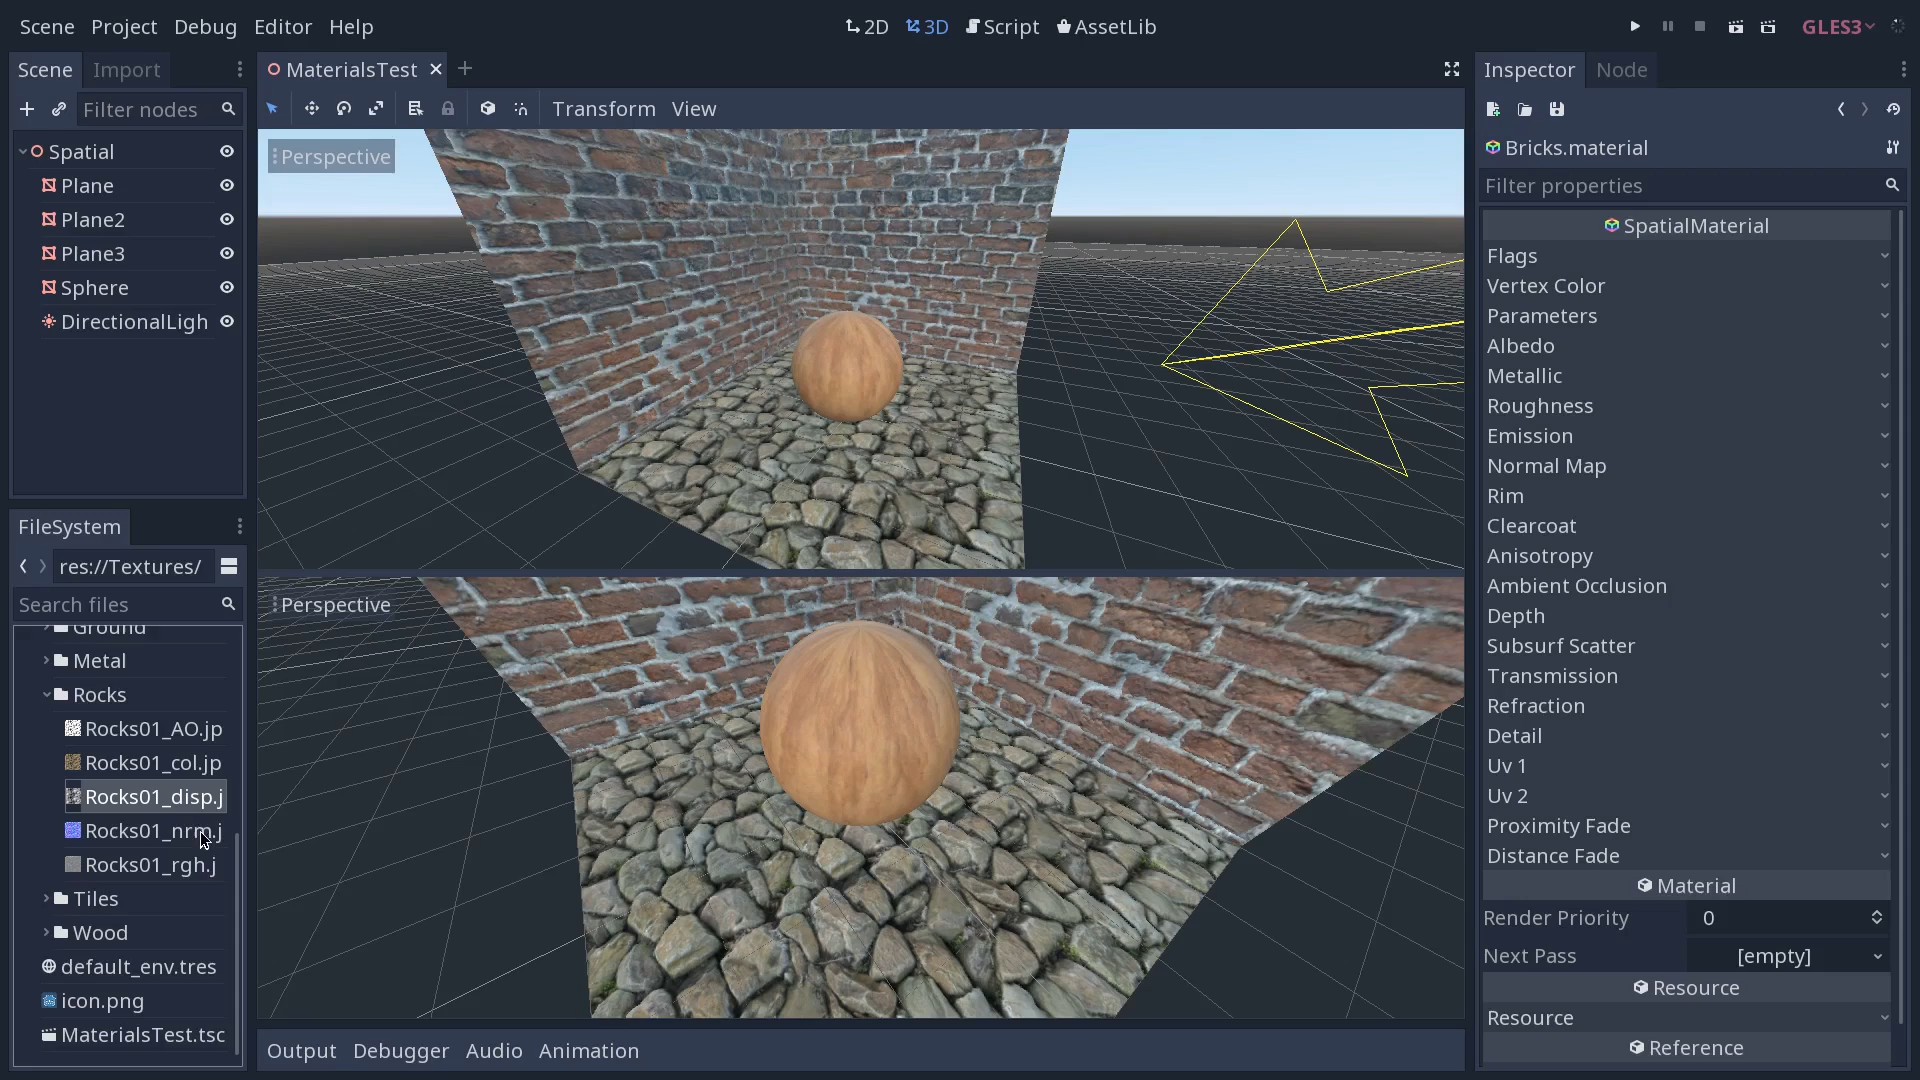 Scene Project Debug Editor Help
2D 3D Script AssetLib
GLES3
Scene Import
Filter nodes
Spatial
Plane
Plane2
Plane3
Sphere
DirectionalLigh
FileSystem
res://Textures/
Search files
Ground
Metal
Rocks
Rocks01_AO.jp
Rocks01_col.jp
Rocks01_disp.j
Rocks01_nrm.j
Rocks01_rgh.j
Tiles
Wood
default_env.tres
icon.png
MaterialsTest.tsc
MaterialsTest
Transform View
Perspective
Perspective
Output Debugger Audio Animation
Inspector Node
Bricks.material
Filter properties
SpatialMaterial
Flags
Vertex Color
Parameters
Albedo
Metallic
Roughness
Emission
Normal Map
Rim
Clearcoat
Anisotropy
Ambient Occlusion
Depth
Subsurf Scatter
Transmission
Refraction
Detail
Uv 1
Uv 2
Proximity Fade
Distance Fade
Material
Render Priority 0
Next Pass [empty]
Resource
Resource
Reference